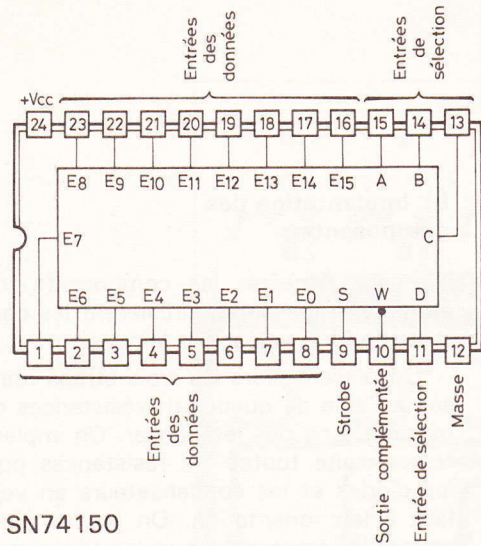 Entrées
des
données
Entrées
de
sélection
+Vcc
24 23 22 21 20 19 18 17 16 15 14 13
E8 E9 E10 E11 E12 E13 E14 E15 A B
E7
C
E6 E5 E4 E3 E2 E1 E0 S W D
1 2 3 4 5 6 7 8 9 10 11 12
Entrées
des
données
Strobe
Sortie complémentée
Entrée de sélection
Masse
SN74150